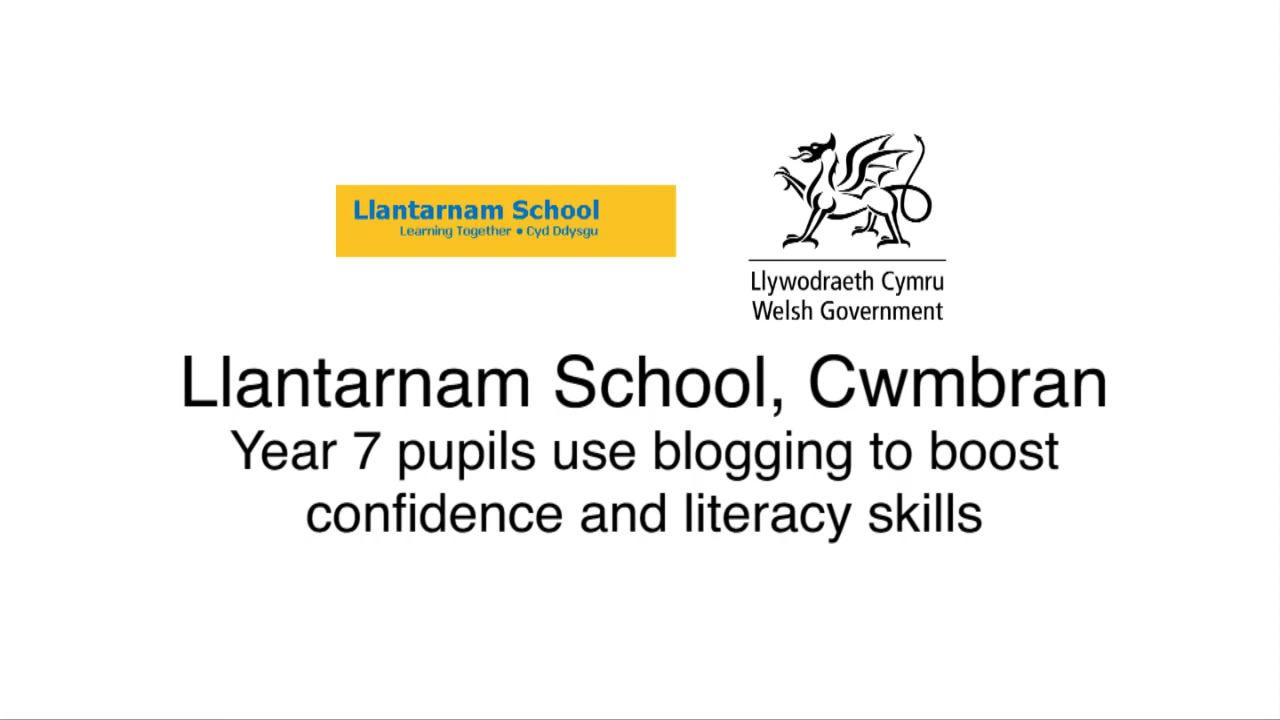 Llantarnam School
Learning Together • Cyd Ddysgu
Llywodraeth Cymru
Welsh Government
Llantarnam School, Cwmbran
Year 7 pupils use blogging to boost
confidence and literacy skills